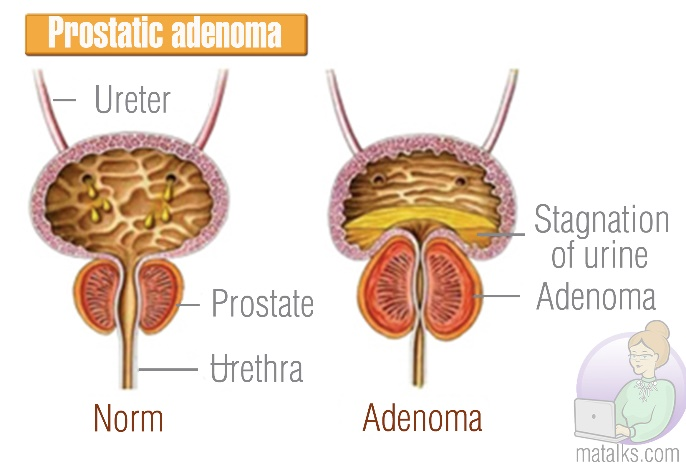 Prostatic adenoma
Ureter
Stagnation
of urine
Prostate
Adenoma
Urethra
Norm
Adenoma
matalks.com